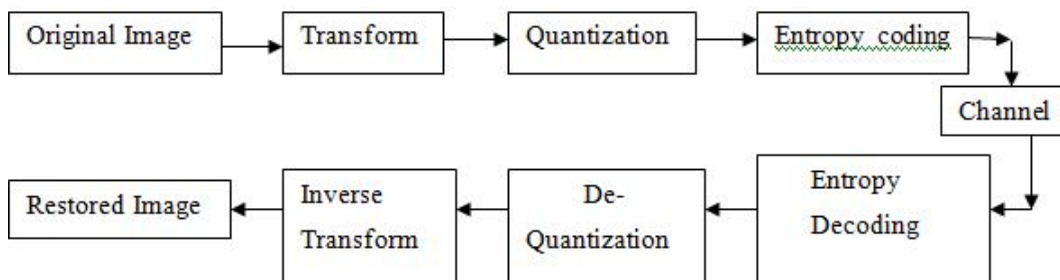 Original Image
Transform
Quantization
Entropy coding
Channel
Entropy
Decoding
De-
Quantization
Inverse
Transform
Restored Image